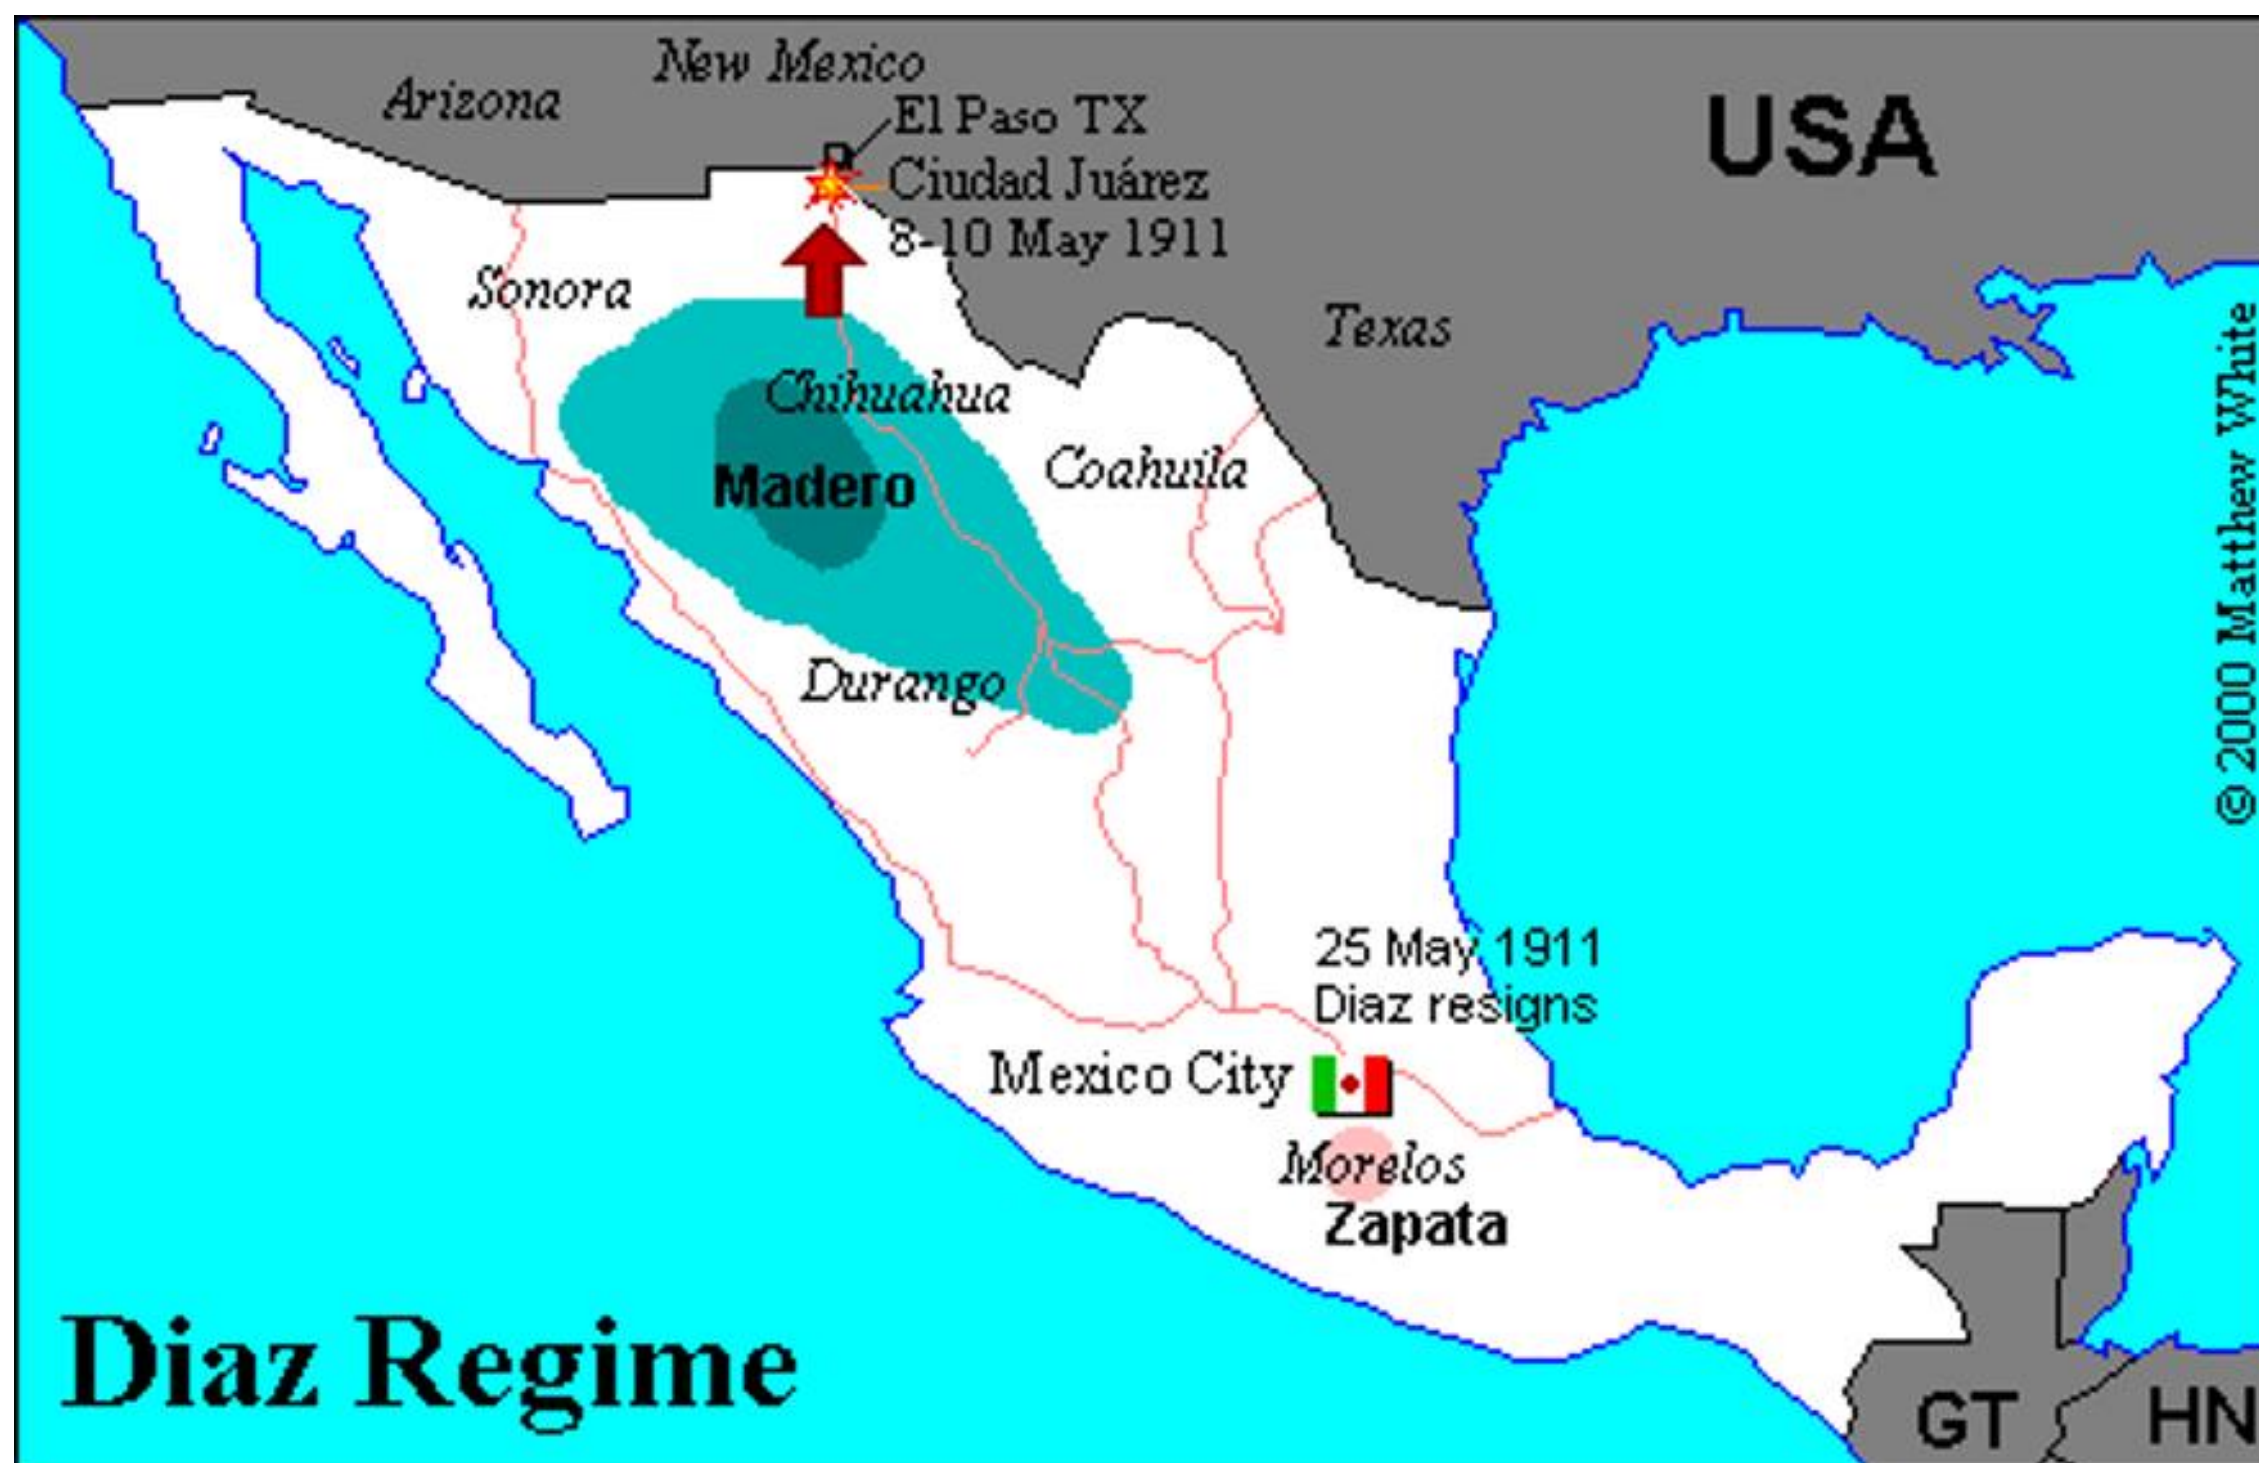 New Mexico
Arizona
El Paso TX
USA
Ciudad Juárez
8-10 May 1911
Sonora
Texas
Chihuahua
Coahuila
Madero
Durango
© 2000 Matthew White
25 May 1911
Diaz resigns
Mexico City
Morelos
Zapata
Diaz Regime
GT
HN